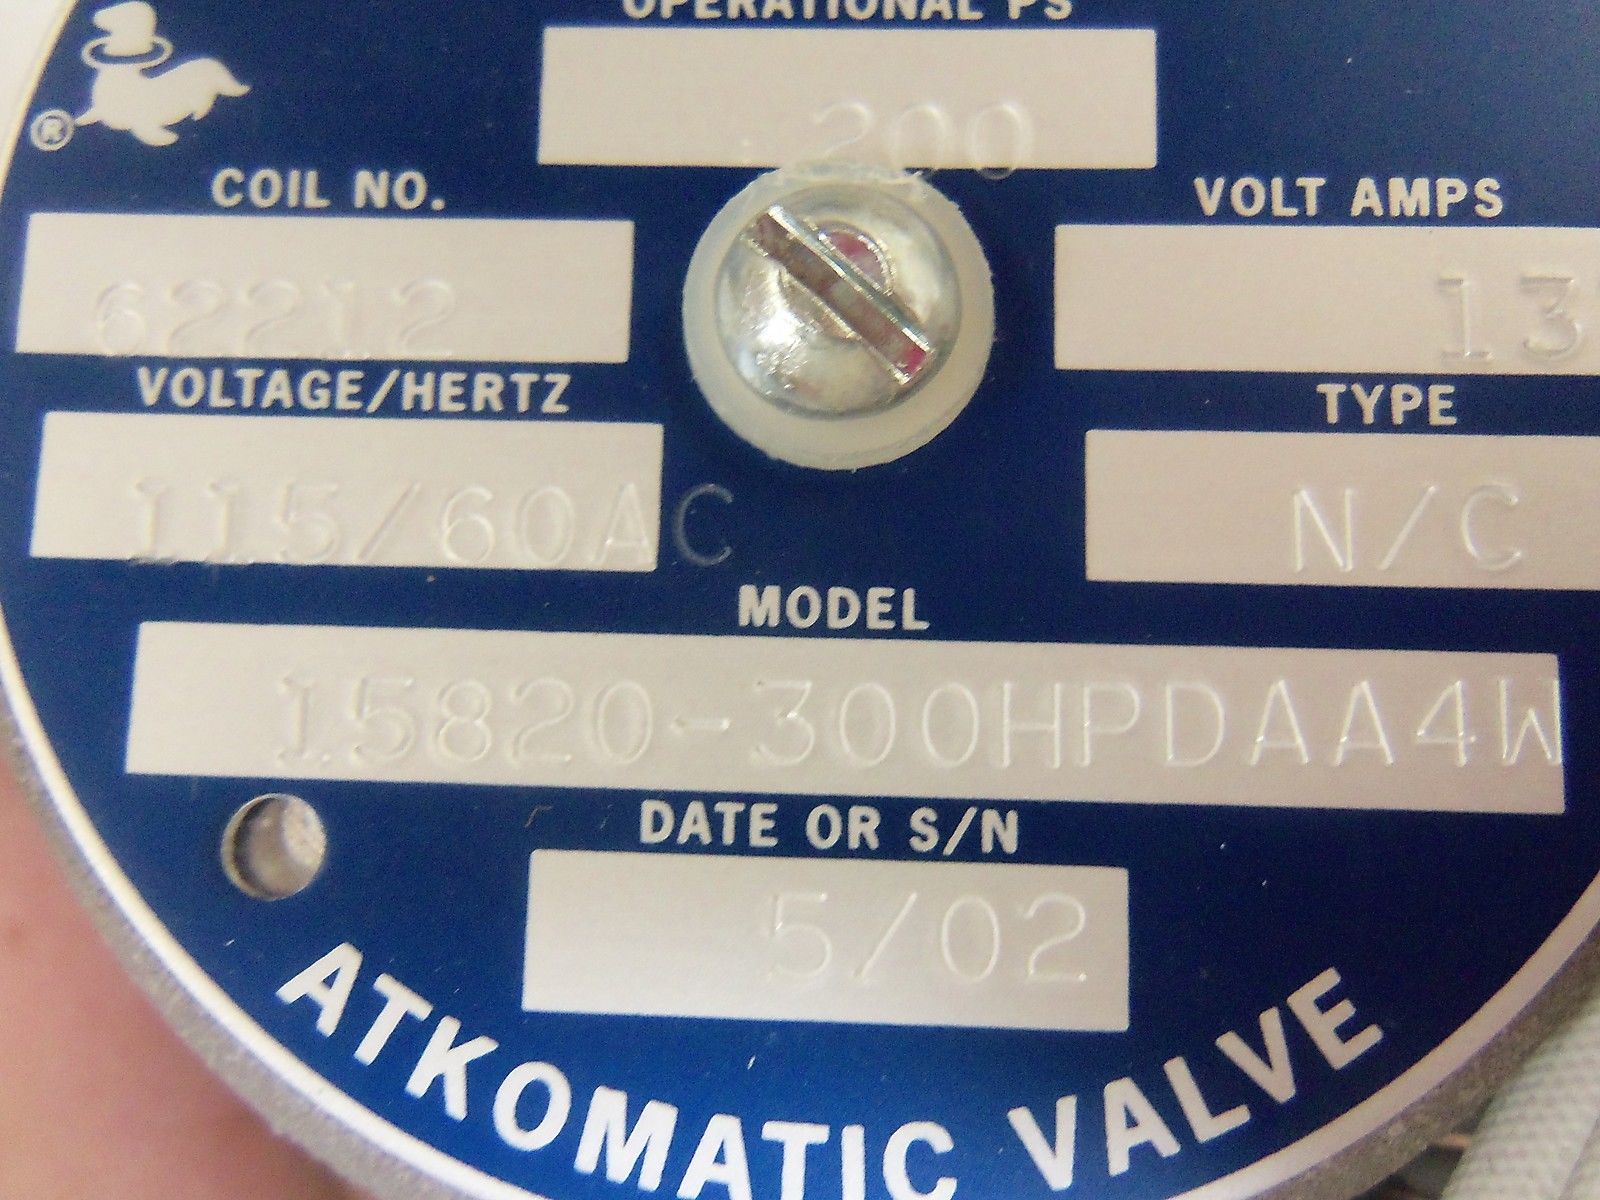 OPERATIONAL PS
200
®
COIL NO.
62212
VOLT AMPS
13
VOLTAGE/HERTZ
115/60AC
TYPE
N/C
MODEL
15820-300HPDAA4W
DATE OR S/N
5/02
ATKOMATIC VALVE